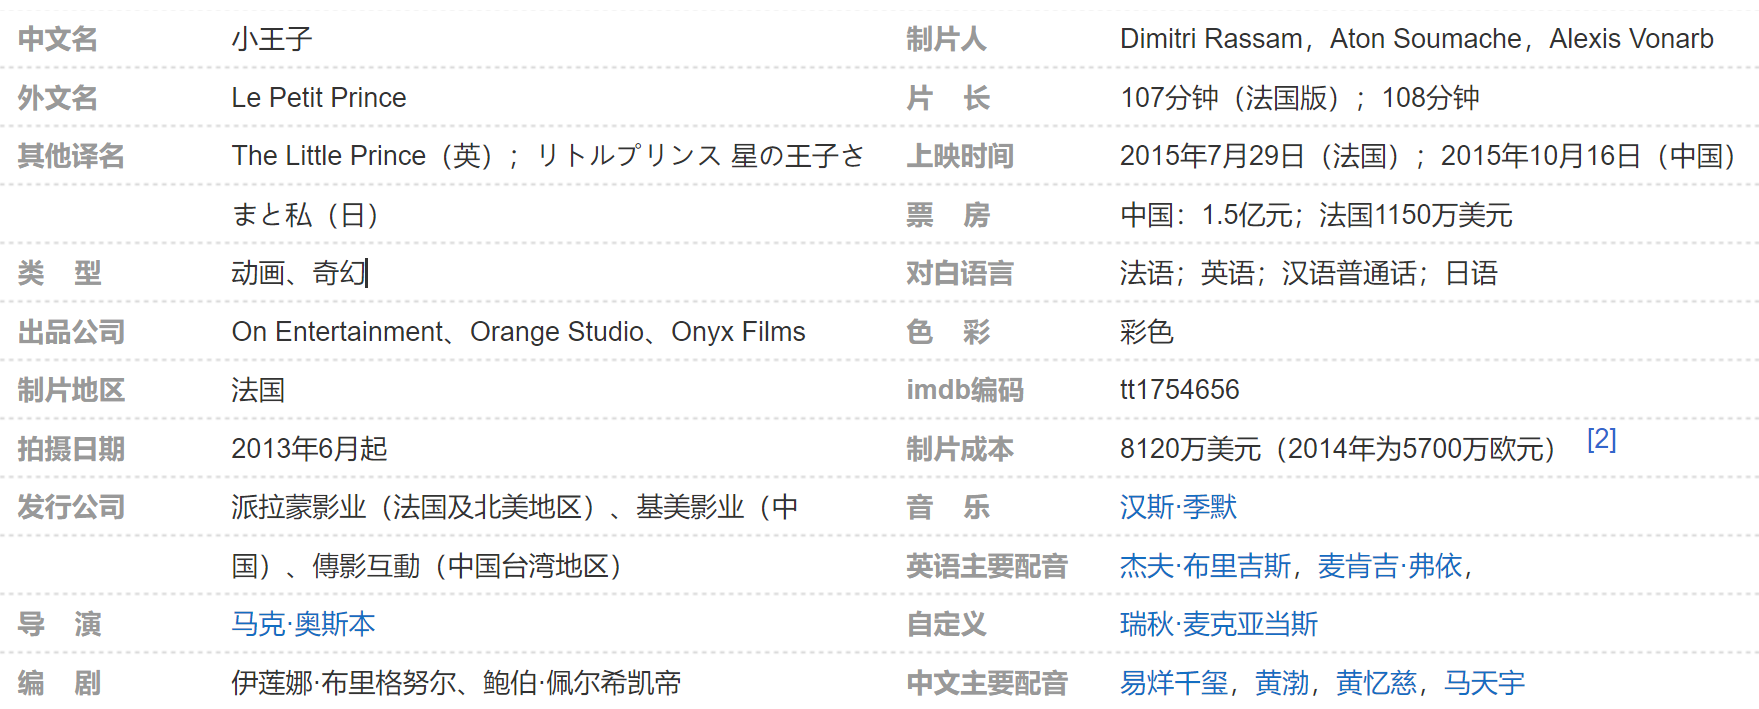 中文名 小王子
外文名 Le Petit Prince
其他译名 The Little Prince（英）；リトルプリンス 星の王子さ
まと私（日）
类 型 动画、奇幻
出品公司 On Entertainment、Orange Studio、Onyx Films
制片地区 法国
拍摄日期 2013年6月起
发行公司 派拉蒙影业（法国及北美地区）、基美影业（中
国）、傳影互動（中国台湾地区）
导 演 马克·奥斯本
编 剧 伊莲娜·布里格努尔、鲍伯·佩尔希凯帝
制片人 Dimitri Rassam，Aton Soumache，Alexis Vonarb
片 长 107分钟（法国版）；108分钟
上映时间 2015年7月29日（法国）；2015年10月16日（中国）
票 房 中国：1.5亿元；法国1150万美元
对白语言 法语；英语；汉语普通话；日语
色 彩 彩色
imdb编码 tt1754656
制片成本 8120万美元（2014年为5700万欧元） [2]
音 乐 汉斯·季默
英语主要配音 杰夫·布里吉斯，麦肯吉·弗依，
自定义 瑞秋·麦克亚当斯
中文主要配音 易烊千玺，黄渤，黄忆慈，马天宇